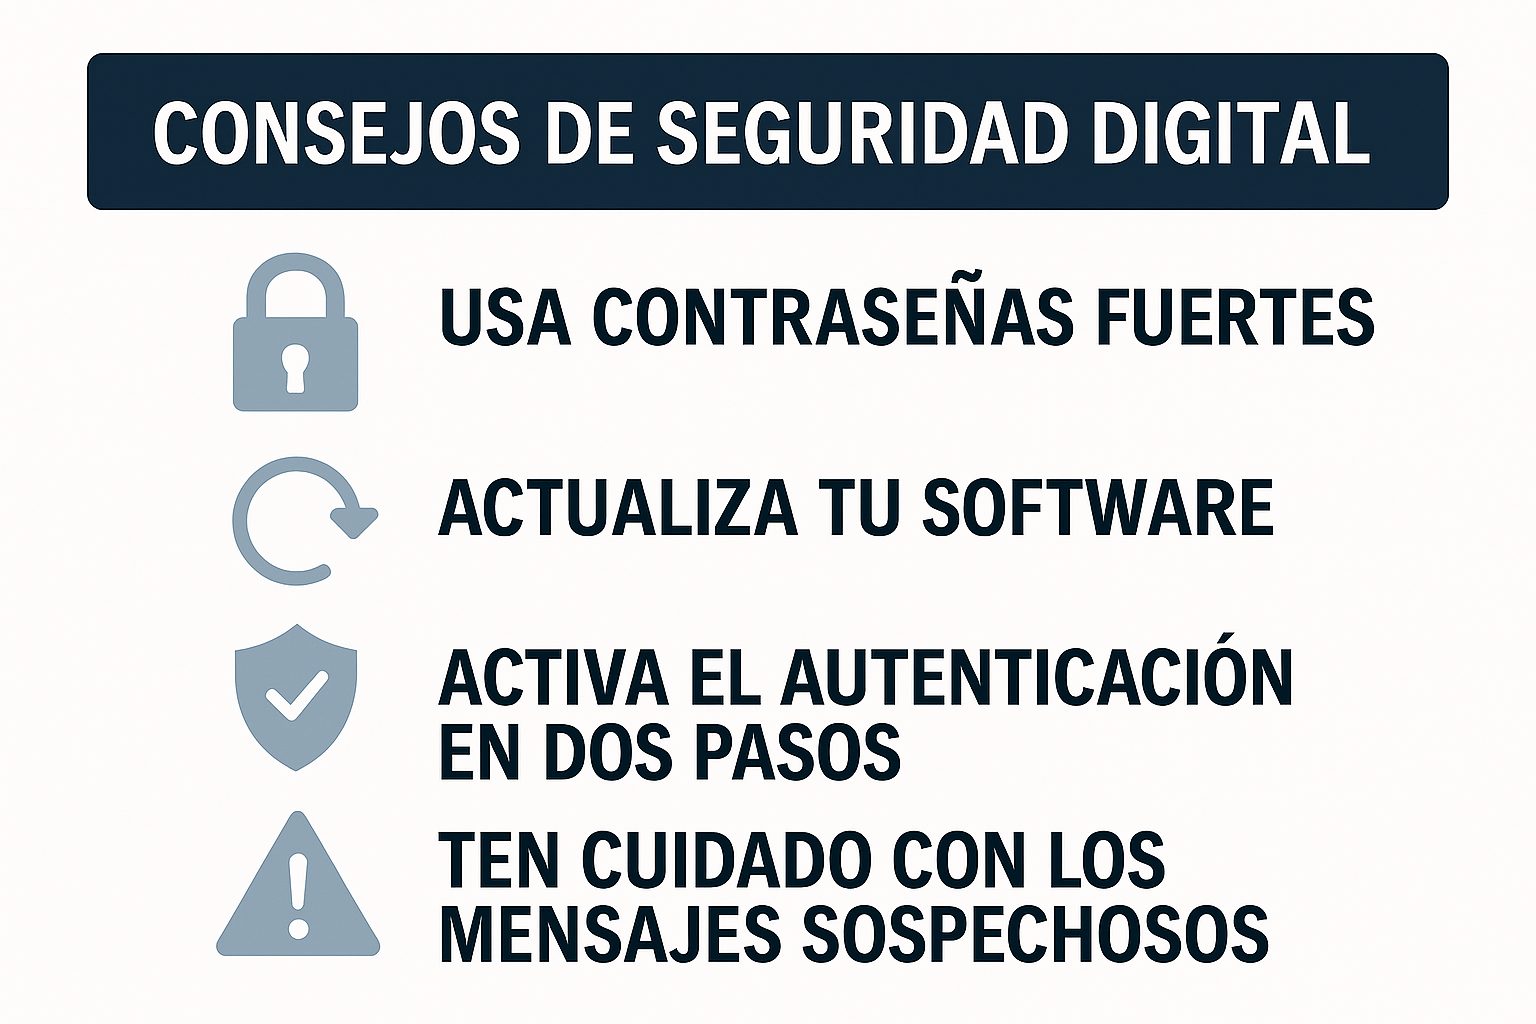 CONSEJOS DE SEGURIDAD DIGITAL
USA CONTRASEÑAS FUERTES
ACTUALIZA TU SOFTWARE
ACTIVA EL AUTENTICACIÓN
EN DOS PASOS
TEN CUIDADO CON LOS
MENSAJES SOSPECHOSOS